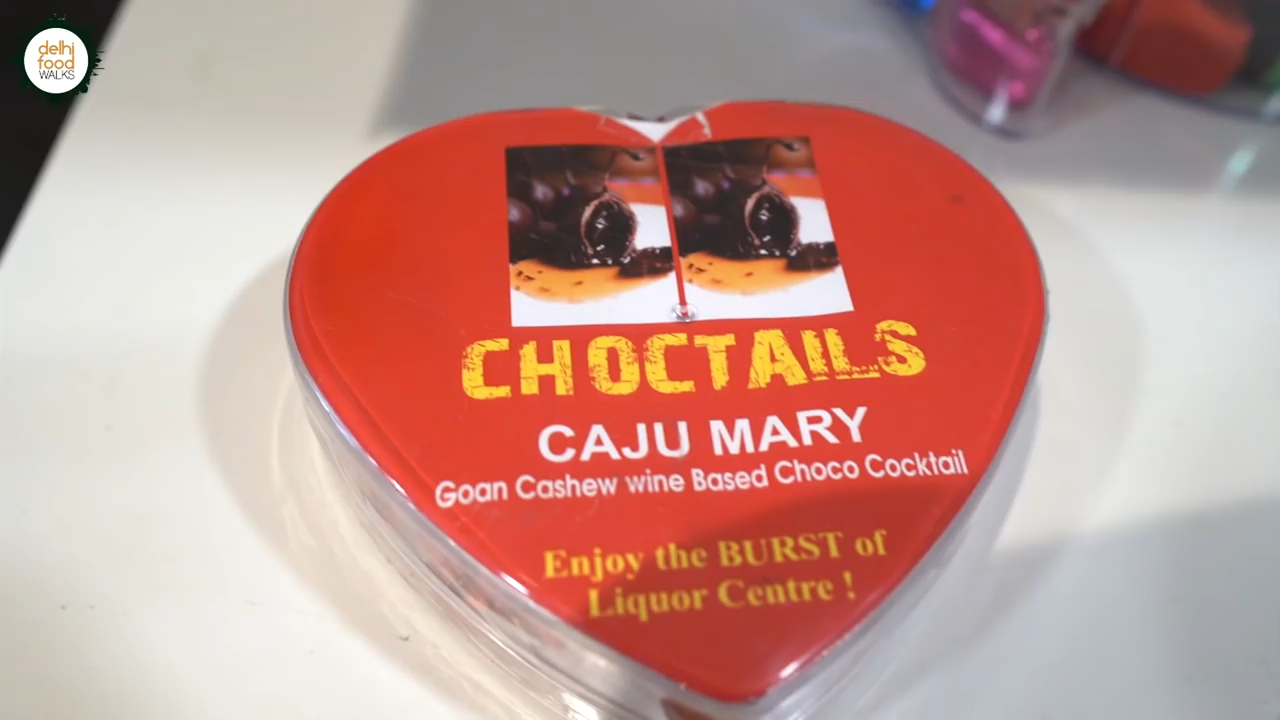 delhi
food
WALKS
CHOCTAILS
CAJU MARY
Goan Cashew wine Based Choco Cocktail
Enjoy the BURST of
Liquor Centre !